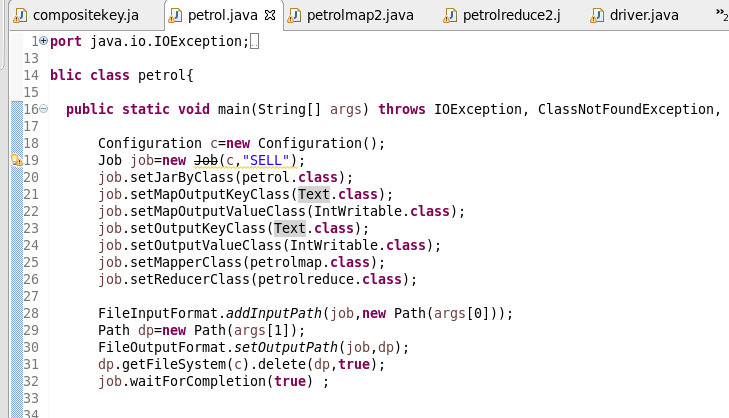 compositekey.ja petrol.java petrolmap2.java petrolreduce2.j driver.java »2
1 port java.io.IOException;
13
14 blic class petrol{
15
16 public static void main(String[] args) throws IOException, ClassNotFoundException,
17
18 Configuration c=new Configuration();
19 Job job=new Job(c,"SELL");
20 job.setJarByClass(petrol.class);
21 job.setMapOutputKeyClass(Text.class);
22 job.setMapOutputValueClass(IntWritable.class);
23 job.setOutputKeyClass(Text.class);
24 job.setOutputValueClass(IntWritable.class);
25 job.setMapperClass(petrolmap.class);
26 job.setReducerClass(petrolreduce.class);
27
28 FileInputFormat.addInputPath(job,new Path(args[0]));
29 Path dp=new Path(args[1]);
30 FileOutputFormat.setOutputPath(job,dp);
31 dp.getFileSystem(c).delete(dp,true);
32 job.waitForCompletion(true) ;
33
34